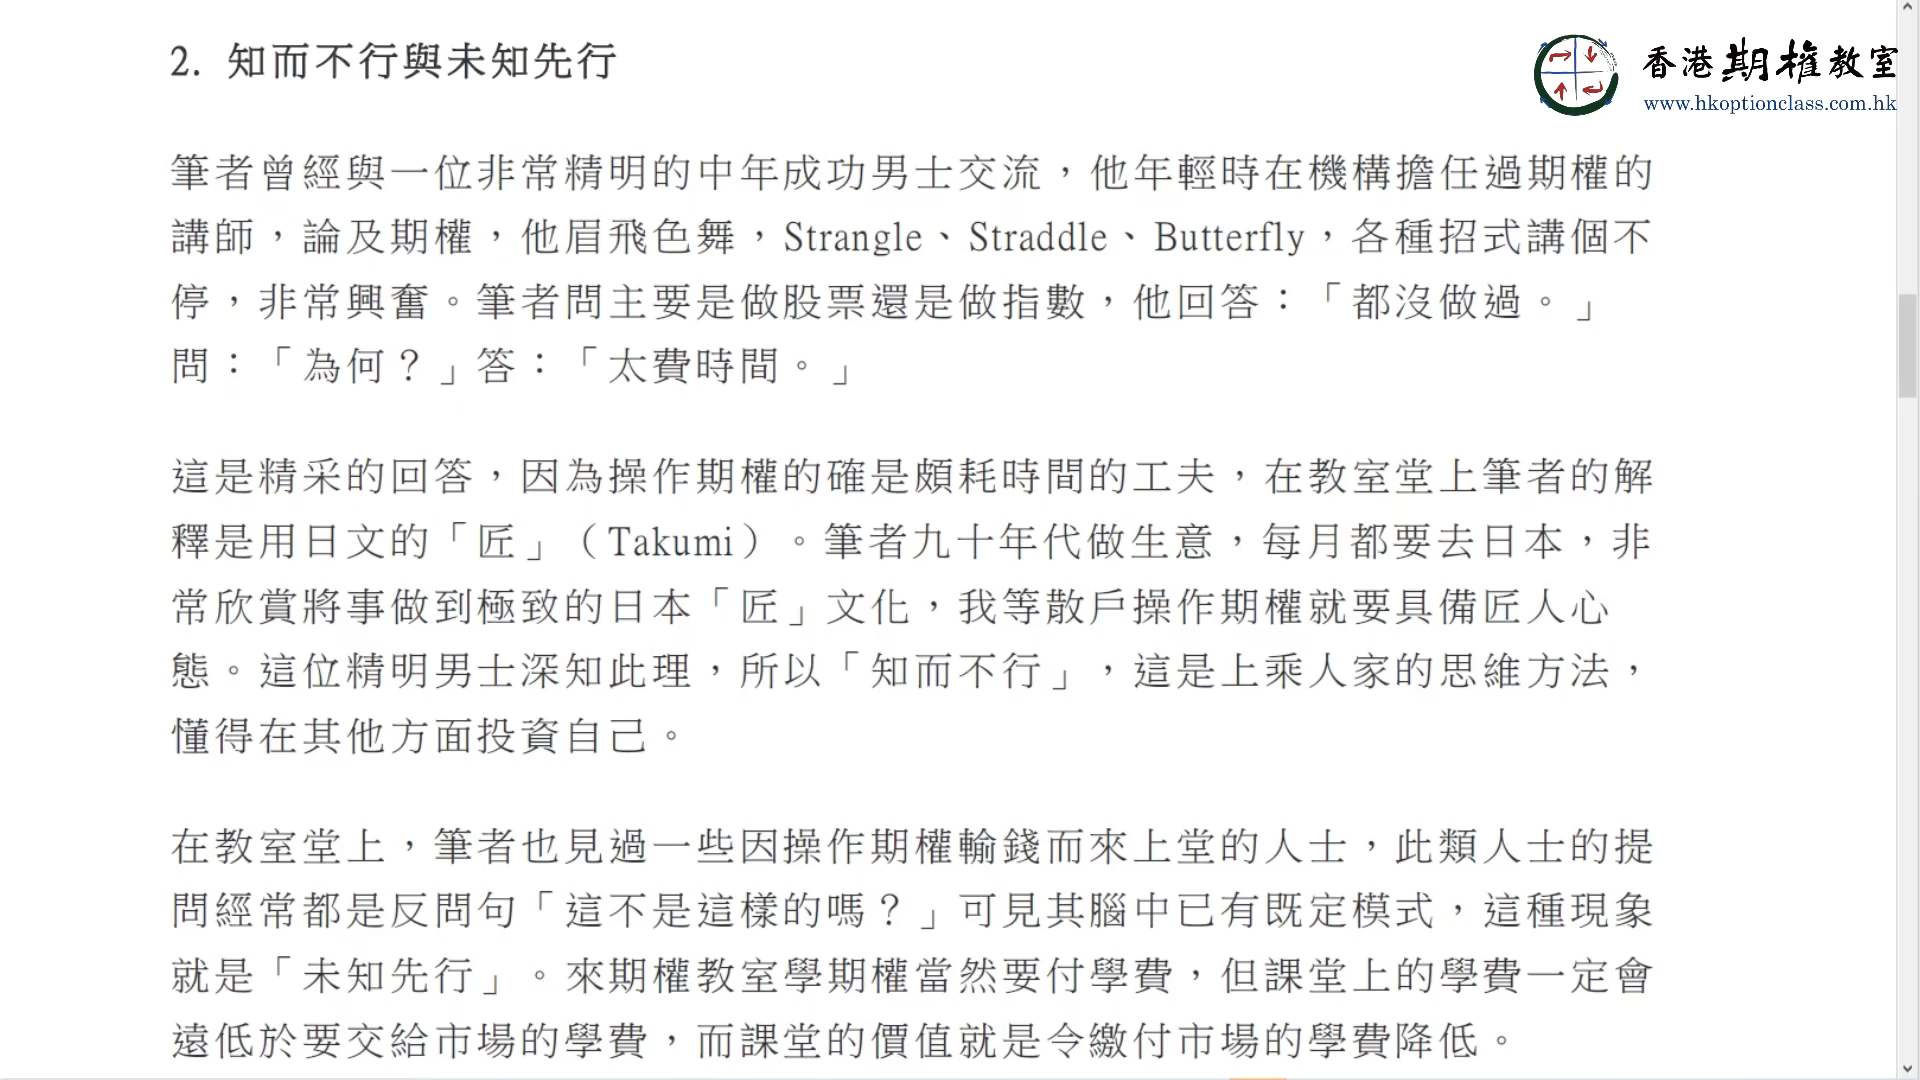 2. 知而不行與未知先行
香港期權教室
www.hkoptionclass.com.hk
筆者曾經與一位非常精明的中年成功男士交流，他年輕時在機構擔任過期權的
講師，論及期權，他眉飛色舞，Strangle、Straddle、Butterfly，各種招式講個不
停，非常興奮。筆者問主要是做股票還是做指數，他回答：「都沒做過。」
問：「為何？」答：「太費時間。」
這是精采的回答，因為操作期權的確是頗耗時間的工夫，在教室堂上筆者的解
釋是用日文的「匠」（Takumi）。筆者九十年代做生意，每月都要去日本，非
常欣賞將事做到極致的日本「匠」文化，我等散戶操作期權就要具備匠人心
態。這位精明男士深知此理，所以「知而不行」，這是上乘人家的思維方法，
懂得在其他方面投資自己。
在教室堂上，筆者也見過一些因操作期權輸錢而來上堂的人士，此類人士的提
問經常都是反問句「這不是這樣的嗎？」可見其腦中已有既定模式，這種現象
就是「未知先行」。來期權教室學期權當然要付學費，但課堂上的學費一定會
遠低於要交給市場的學費，而課堂的價值就是令繳付市場的學費降低。